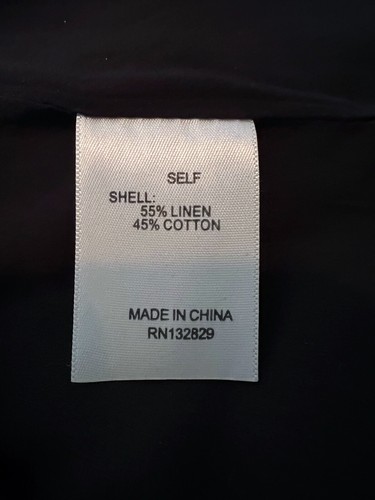 SELF
SHELL:
55% LINEN
45% COTTON
MADE IN CHINA
RN132829